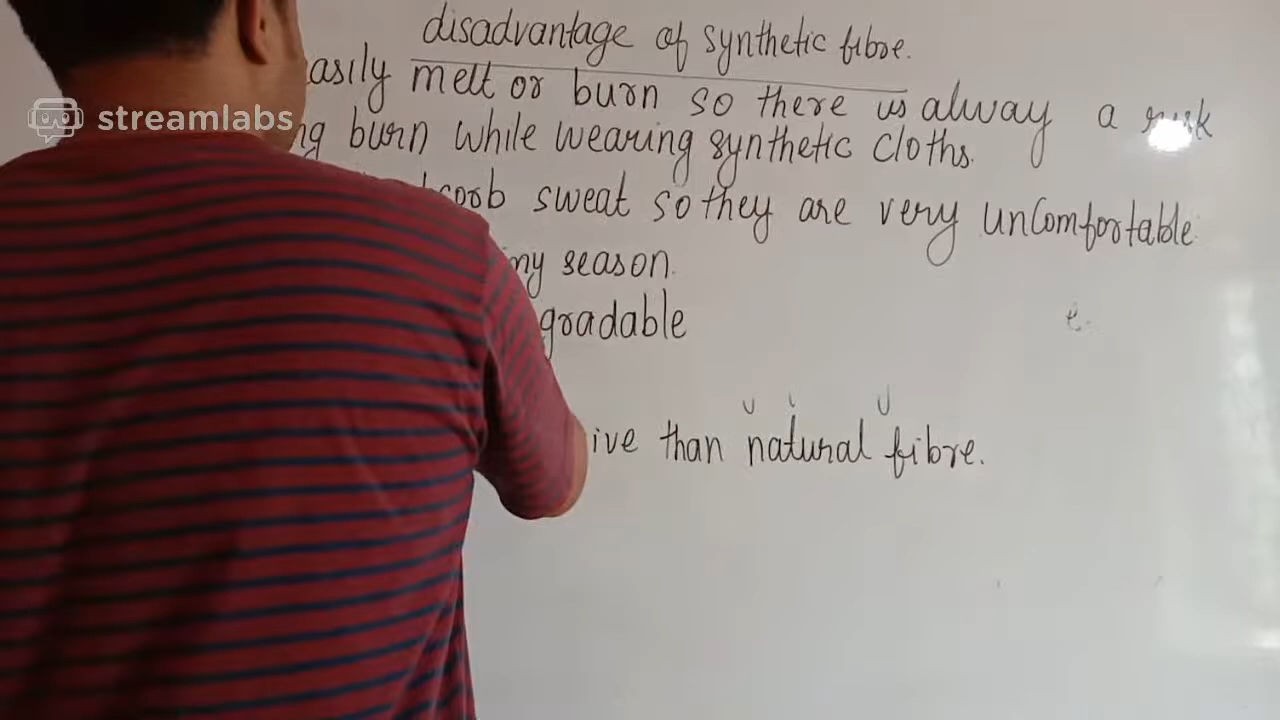 disadvantage of synthetic fibre.
asily melt or burn so there is alway a risk
streamlabs
ng burn while wearing synthetic cloths.
sorb sweat so they are very uncomfortable
ny season.
gradable
ive than natural fibre.